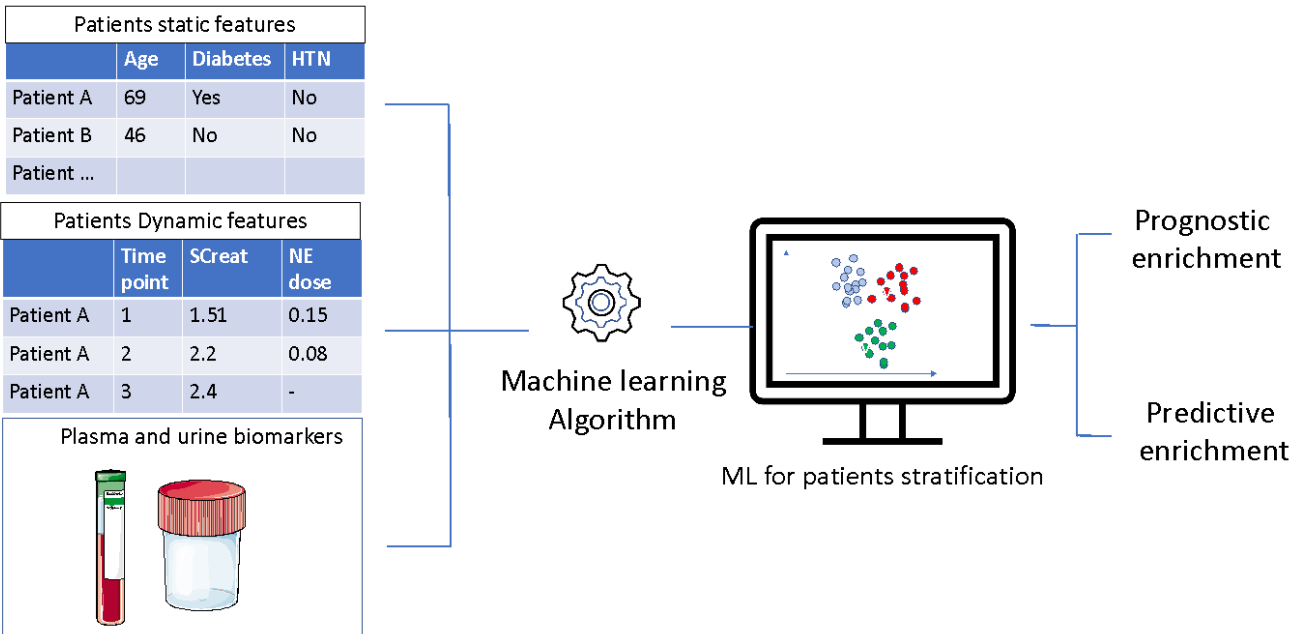 Patients static features
Age Diabetes HTN
Patient A 69 Yes No
Patient B 46 No No
Patient ...
Patients Dynamic features
Time point SCreat NE dose
Patient A 1 1.51 0.15
Patient A 2 2.2 0.08
Patient A 3 2.4 -
Plasma and urine biomarkers
Machine learning
Algorithm
ML for patients stratification
Prognostic
enrichment
Predictive
enrichment